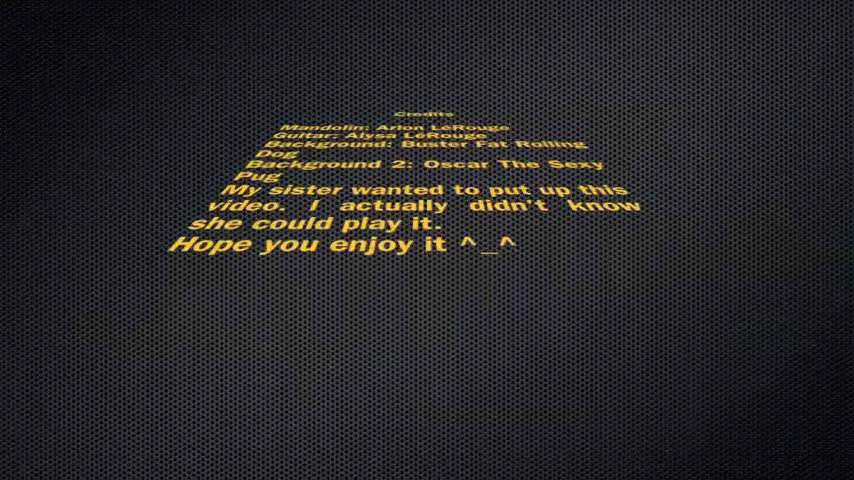 Credits
Mandolin: Arlon LeRouge
Guitar: Alysa LeRouge
Background: Buster Fat Rolling
Dog
Background 2: Oscar The Sexy
Pug
My sister wanted to put up this
video. I actually didn't know
she could play it.
Hope you enjoy it ^_^